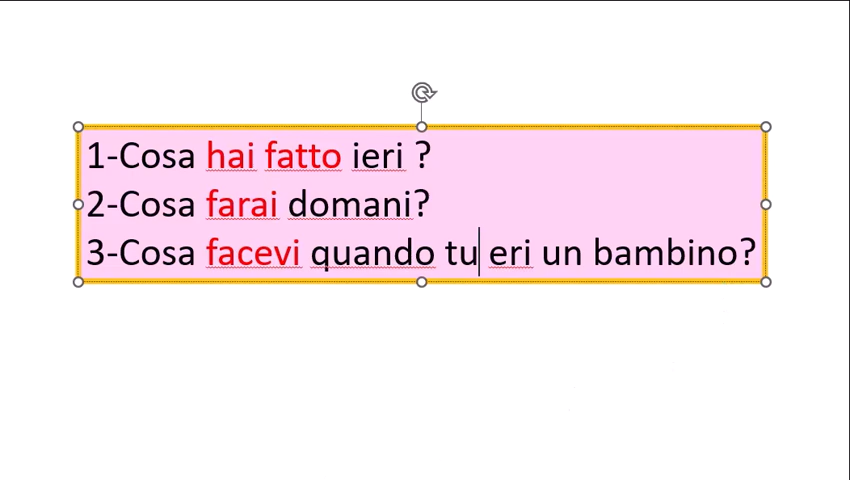 1-Cosa hai fatto ieri ?
2-Cosa farai domani?
3-Cosa facevi quando tu eri un bambino?